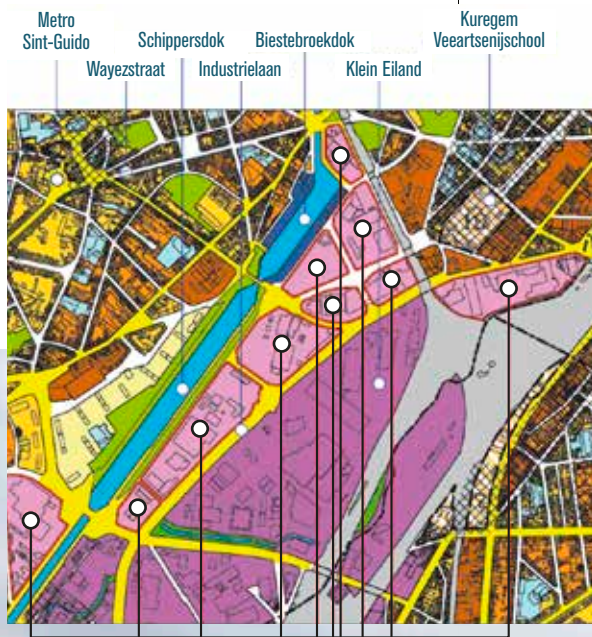 Metro
Sint-Guido
Schippersdok
Biestebroekdok
Kuregem
Veeartsenijschool
Wayezstraat
Industrielaan
Klein Eiland